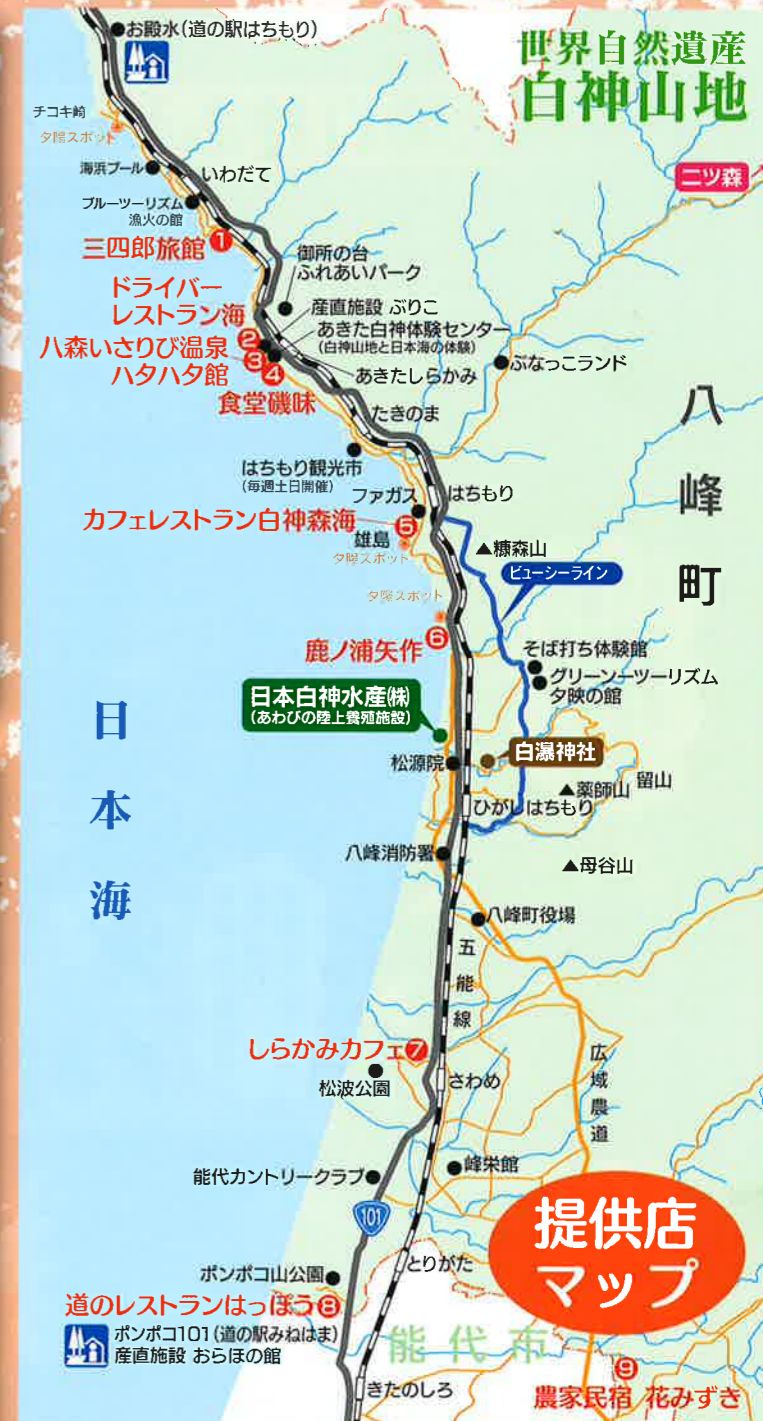 お殿水(道の駅はちもり)
世界自然遺産
白神山地
チコキ崎
夕陽スポット
海浜プール
いわだて
二ツ森
ブルーツーリズム
漁火の館
三四郎旅館 1
御所の台
ふれあいパーク
ドライバー
レストラン海
2
産直施設 ぶりこ
あきた白神体験センター
(白神山地と日本海の体験)
八森いさりび温泉
ハタハタ館
3
4
食堂磯味
あきたしらかみ
ぶなっこランド
たきのま
八峰町
はちもり観光市
(毎週土日開催)
ファガス
はちもり
カフェレストラン白神森海 5
雄島
夕陽スポット
▲糠森山
ビューシーライン
夕陽スポット
鹿ノ浦矢作 6
そば打ち体験館
グリーンーツーリズム
夕映の館
日本白神水産㈱
(あわびの陸上養殖施設)
日本海
松源院
白瀑神社
▲薬師山
留山
ひがしはちもり
八峰消防署
▲母谷山
八峰町役場
五能線
しらかみカフェ 7
松波公園
さわめ
広域農道
能代カントリークラブ
峰栄館
101
提供店
マップ
とりがた
ポンポコ山公園
道のレストランはっぽう 8
ポンポコ101(道の駅みねはま)
産直施設 おらほの館
能代市
きたのしろ
9
農家民宿 花みずき